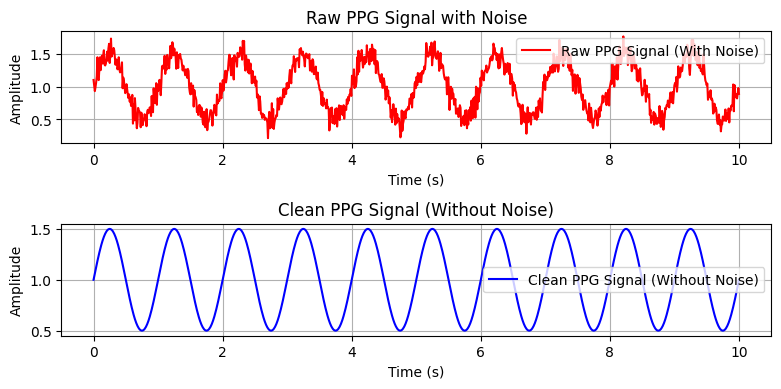 Raw PPG Signal with Noise
Raw PPG Signal (With Noise)
Amplitude
1.5
1.0
0.5
0 2 4 6 8 10
Time (s)
Clean PPG Signal (Without Noise)
Clean PPG Signal (Without Noise)
Amplitude
1.5
1.0
0.5
0 2 4 6 8 10
Time (s)